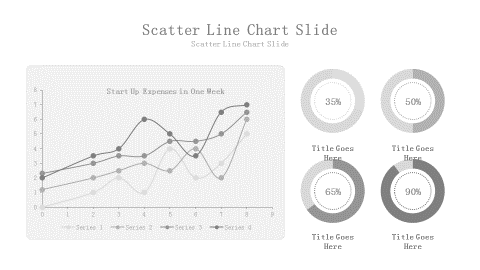 Scatter Line Chart Slide
Scatter Line Chart Slide
Start Up Expenses in One Week
8
7
6
5
4
3
2
1
0
0 1 2 3 4 5 6 7 8 9
Series 1 Series 2 Series 3 Series 4
35%
50%
Title Goes
Here
Title Goes
Here
65%
90%
Title Goes
Here
Title Goes
Here